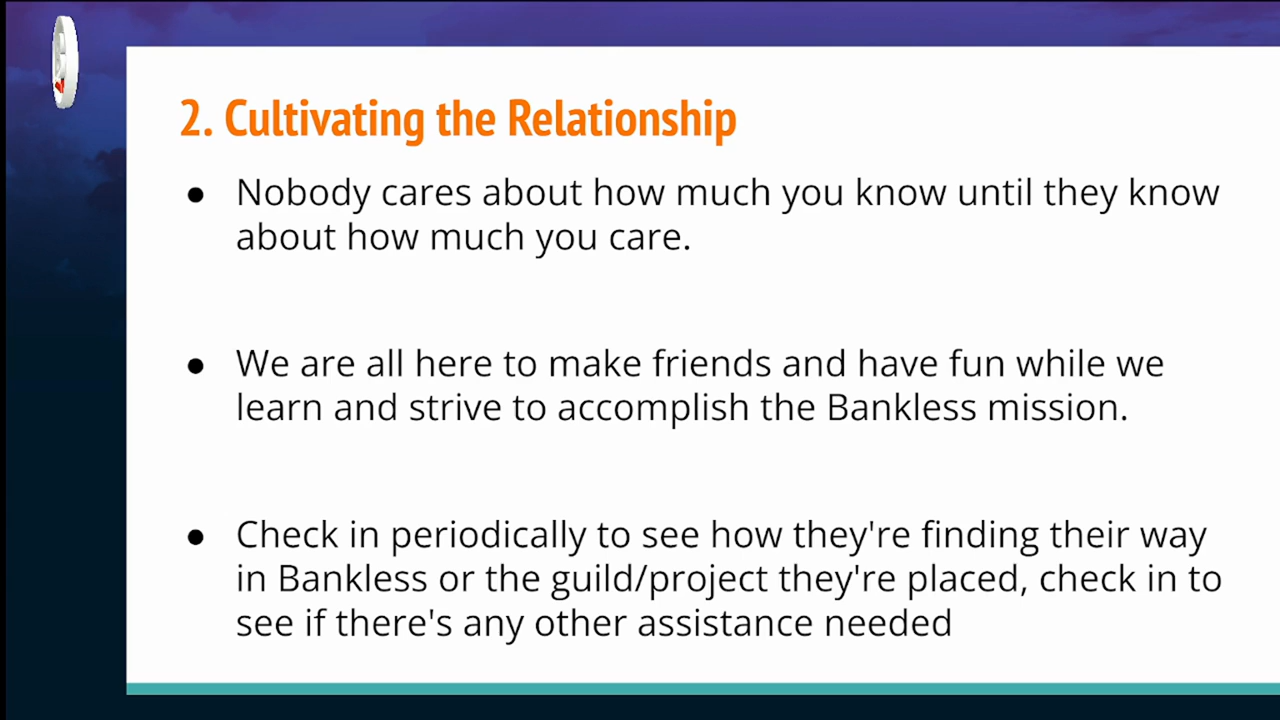 2. Cultivating the Relationship
● Nobody cares about how much you know until they know
about how much you care.
● We are all here to make friends and have fun while we
learn and strive to accomplish the Bankless mission.
● Check in periodically to see how they're finding their way
in Bankless or the guild/project they're placed, check in to
see if there's any other assistance needed